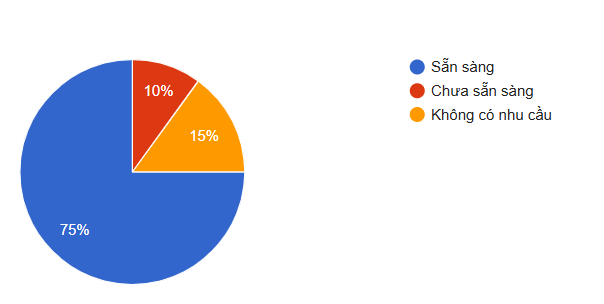 Sẵn sàng
Chưa sẵn sàng
Không có nhu cầu
10%
15%
75%